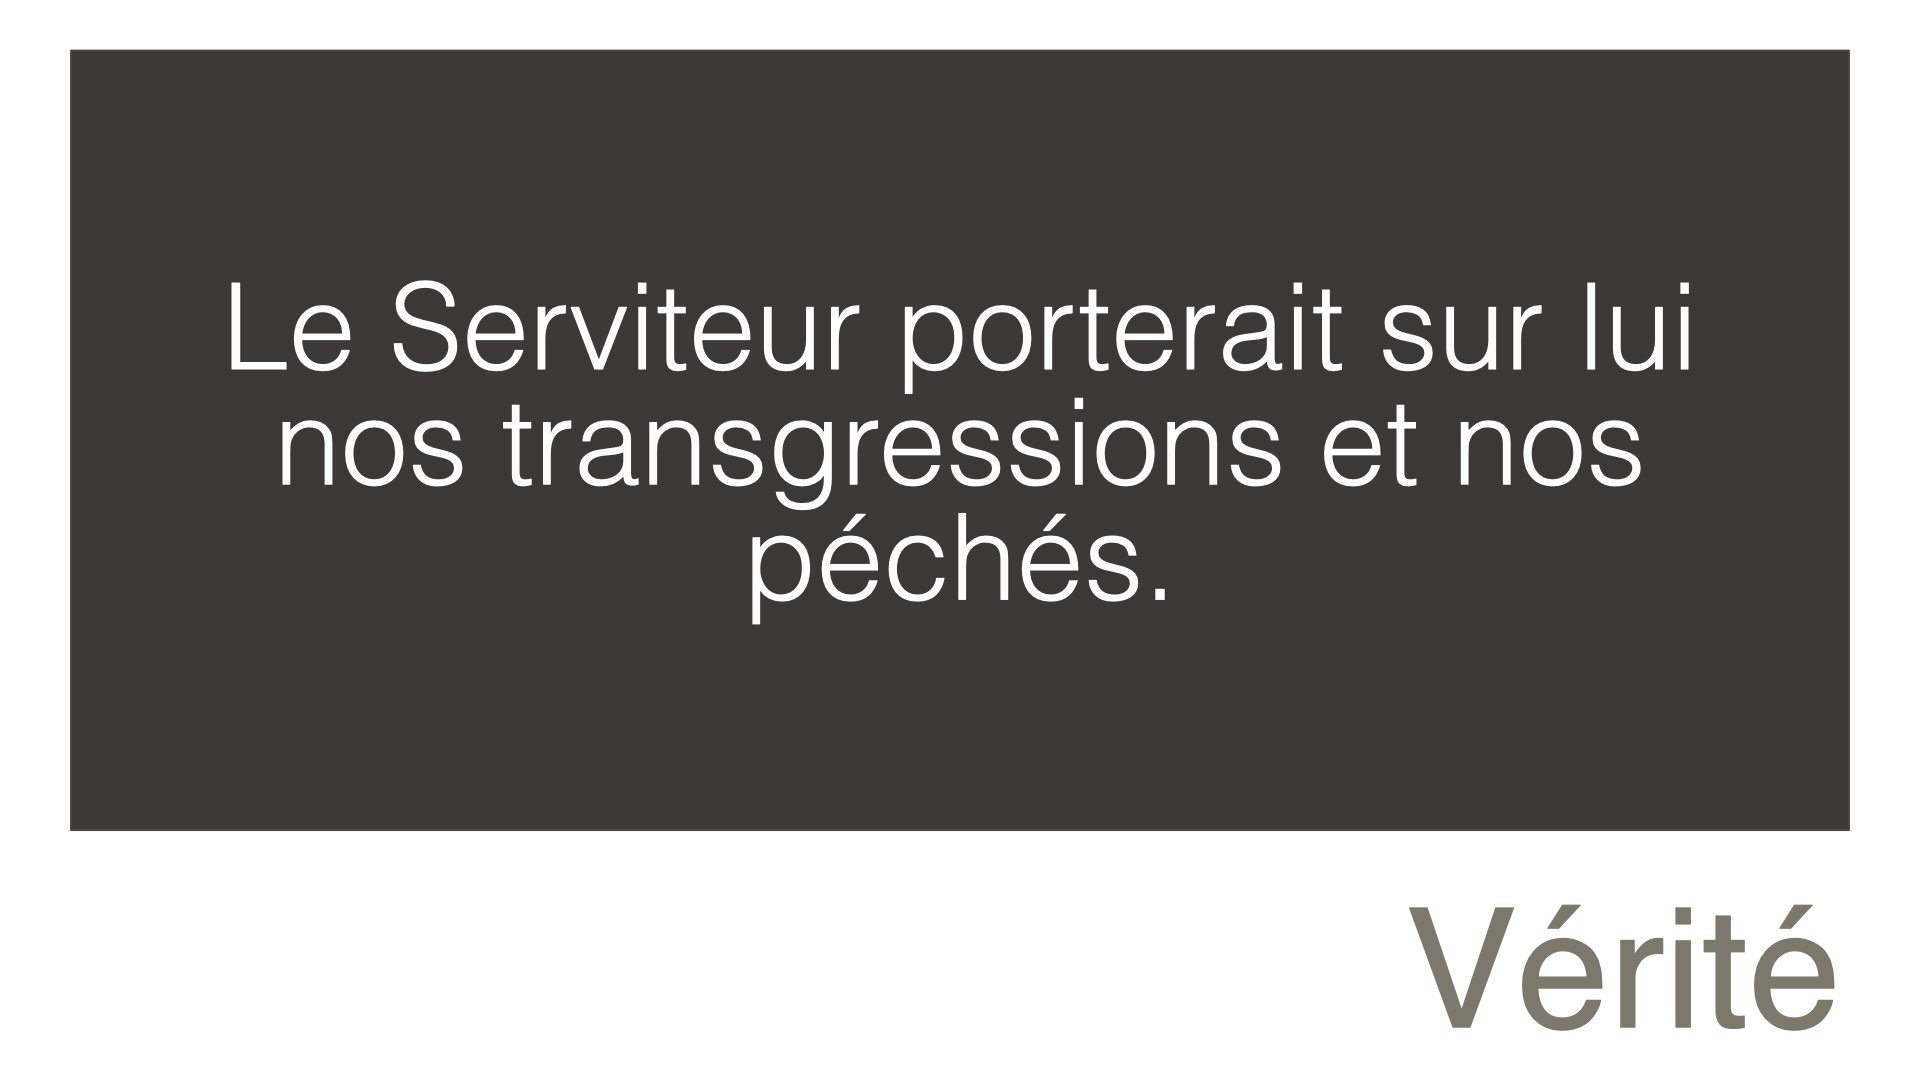 Le Serviteur porterait sur lui
nos transgressions et nos
péchés.
Vérité